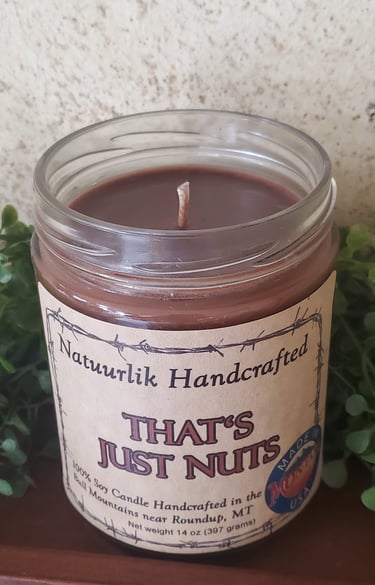 Natuurlik Handcrafted
THAT'S
JUST NUTS
100% Soy Candle Handcrafted in the
Bull Mountains near Roundup, MT
Net weight 14 oz (397 grams)
MADE
USA